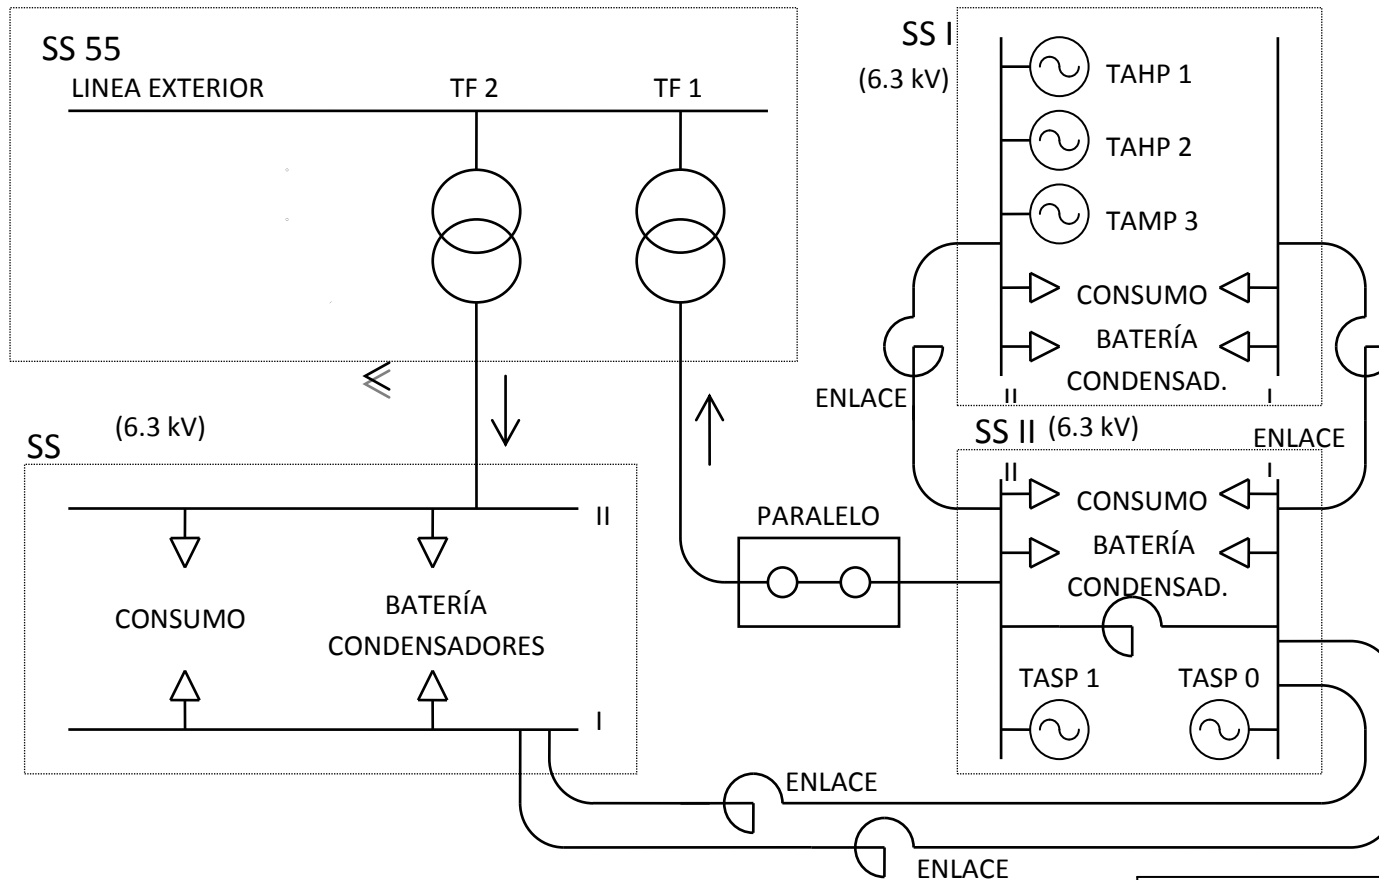 SS 55
LINEA EXTERIOR
TF 2
TF 1
SS I
(6.3 kV)
TAHP 1
TAHP 2
TAMP 3
CONSUMO
BATERÍA
CONDENSAD.
II
I
ENLACE
ENLACE
SS II (6.3 kV)
II
I
CONSUMO
BATERÍA
CONDENSAD.
TASP 1
TASP 0
PARALELO
(6.3 kV)
SS
II
CONSUMO
BATERÍA
CONDENSADORES
I
ENLACE
ENLACE